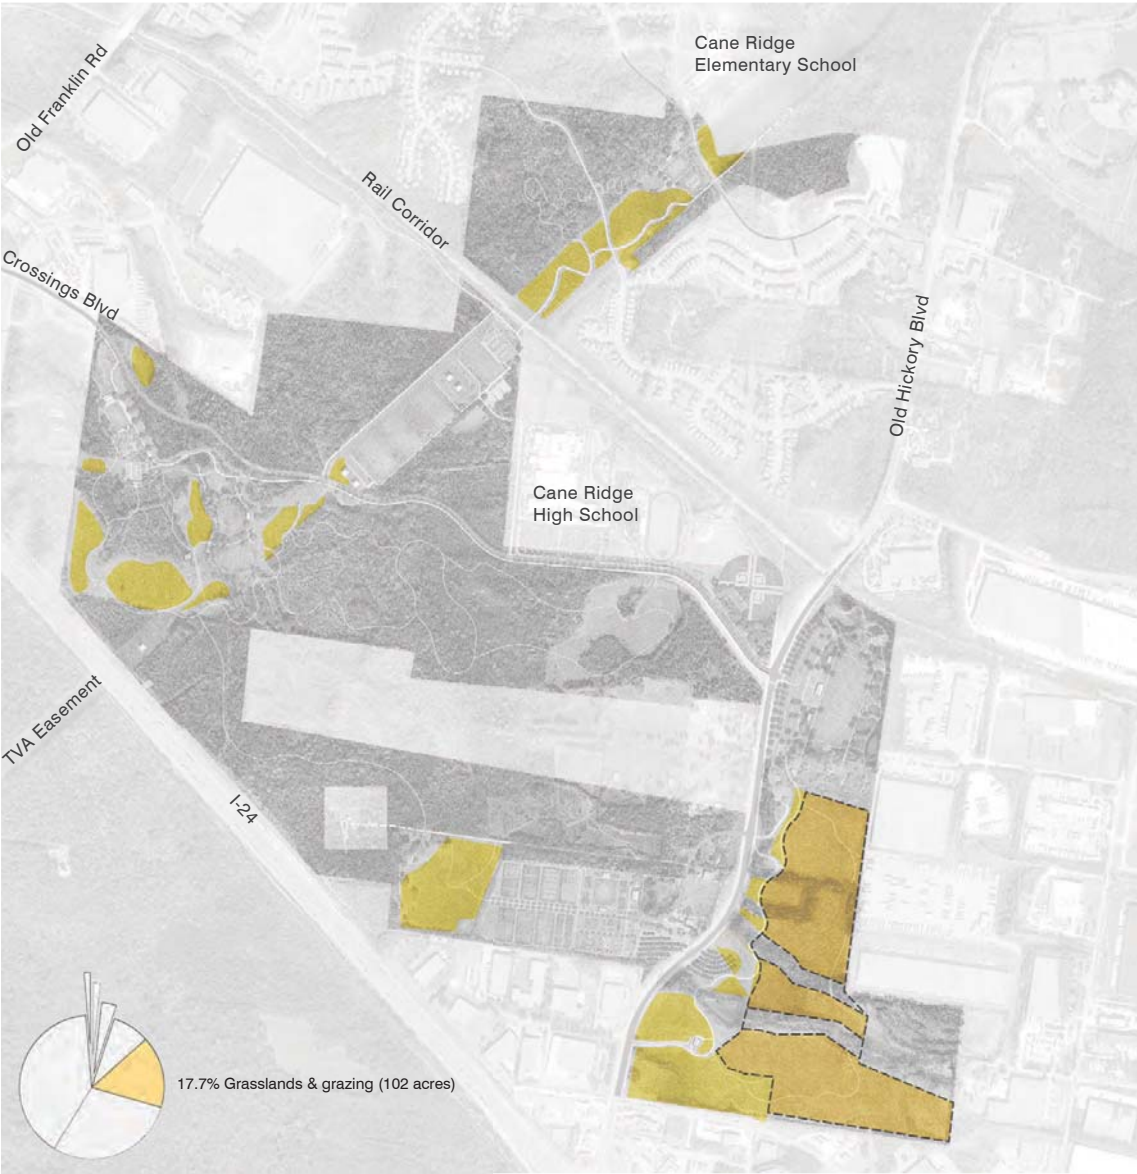 Cane Ridge
Elementary School
Old Franklin Rd
Rail Corridor
Crossings Blvd
Old Hickory Blvd
Cane Ridge
High School
TVA Easement
I-24
17.7% Grasslands & grazing (102 acres)